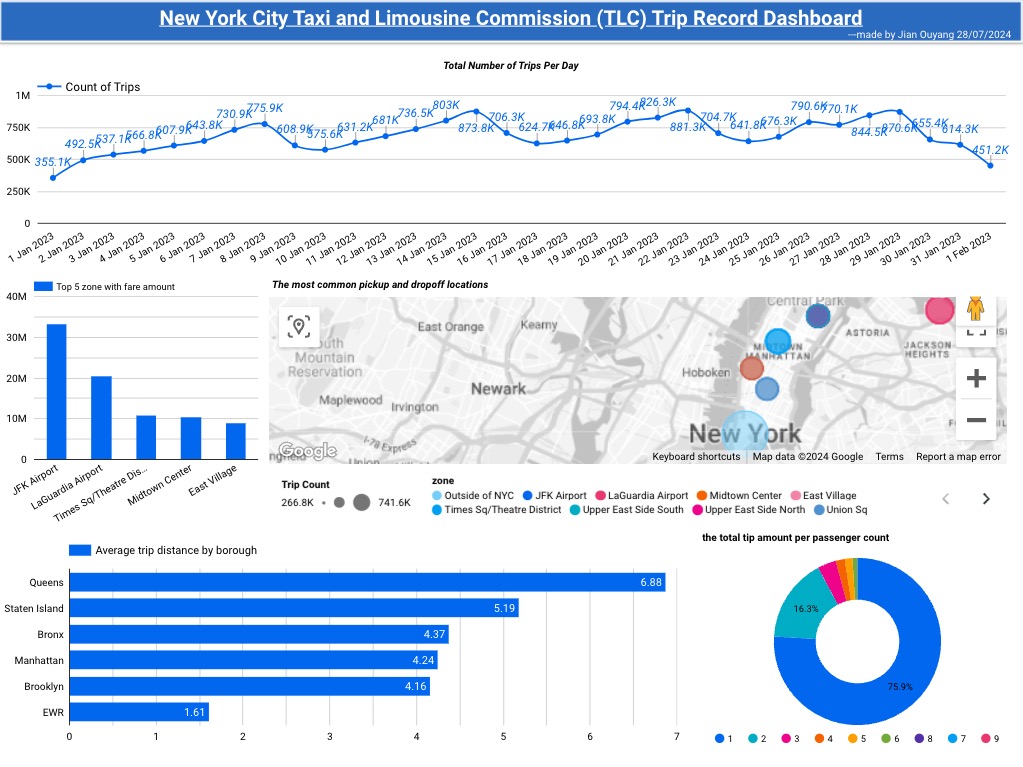 New York City Taxi and Limousine Commission (TLC) Trip Record Dashboard
---made by Jian Ouyang 28/07/2024
Total Number of Trips Per Day
Count of Trips
1M
750K
500K
250K
0
355.1K 492.5K 537.1K 566.8K 607.9K 643.8K 730.9K 775.9K 608.9K 575.6K 631.2K 681K 736.5K 803K 873.8K 706.3K 624.7K 646.8K 693.8K 794.4K 826.3K 881.3K 704.7K 641.8K 676.3K 790.6K 770.1K 844.5K 870.6K 655.4K 614.3K 451.2K
1 Jan 2023 2 Jan 2023 3 Jan 2023 4 Jan 2023 5 Jan 2023 6 Jan 2023 7 Jan 2023 8 Jan 2023 9 Jan 2023 10 Jan 2023 11 Jan 2023 12 Jan 2023 13 Jan 2023 14 Jan 2023 15 Jan 2023 16 Jan 2023 17 Jan 2023 18 Jan 2023 19 Jan 2023 20 Jan 2023 21 Jan 2023 22 Jan 2023 23 Jan 2023 24 Jan 2023 25 Jan 2023 26 Jan 2023 27 Jan 2023 28 Jan 2023 29 Jan 2023 30 Jan 2023 31 Jan 2023 1 Feb 2023
Top 5 zone with fare amount
40M
30M
20M
10M
0
JFK Airport LaGuardia Airport Times Sq/Theatre Dis... Midtown Center East Village
The most common pickup and dropoff locations
Central Park
East Orange Kearny
ASTORIA
South
Mountain
Reservation
MIDTOWN
MANHATTAN
JACKSON
HEIGHTS
Hoboken
Newark
Maplewood
Irvington
New York
I-78 Express
Google
Union
Keyboard shortcuts Map data ©2024 Google Terms Report a map error
Trip Count
266.8K 741.6K
zone
Outside of NYC JFK Airport LaGuardia Airport Midtown Center East Village
Times Sq/Theatre District Upper East Side South Upper East Side North Union Sq
Average trip distance by borough
Queens 6.88
Staten Island 5.19
Bronx 4.37
Manhattan 4.24
Brooklyn 4.16
EWR 1.61
0 1 2 3 4 5 6 7
the total tip amount per passenger count
16.3%
75.9%
1 2 3 4 5 6 8 7 9